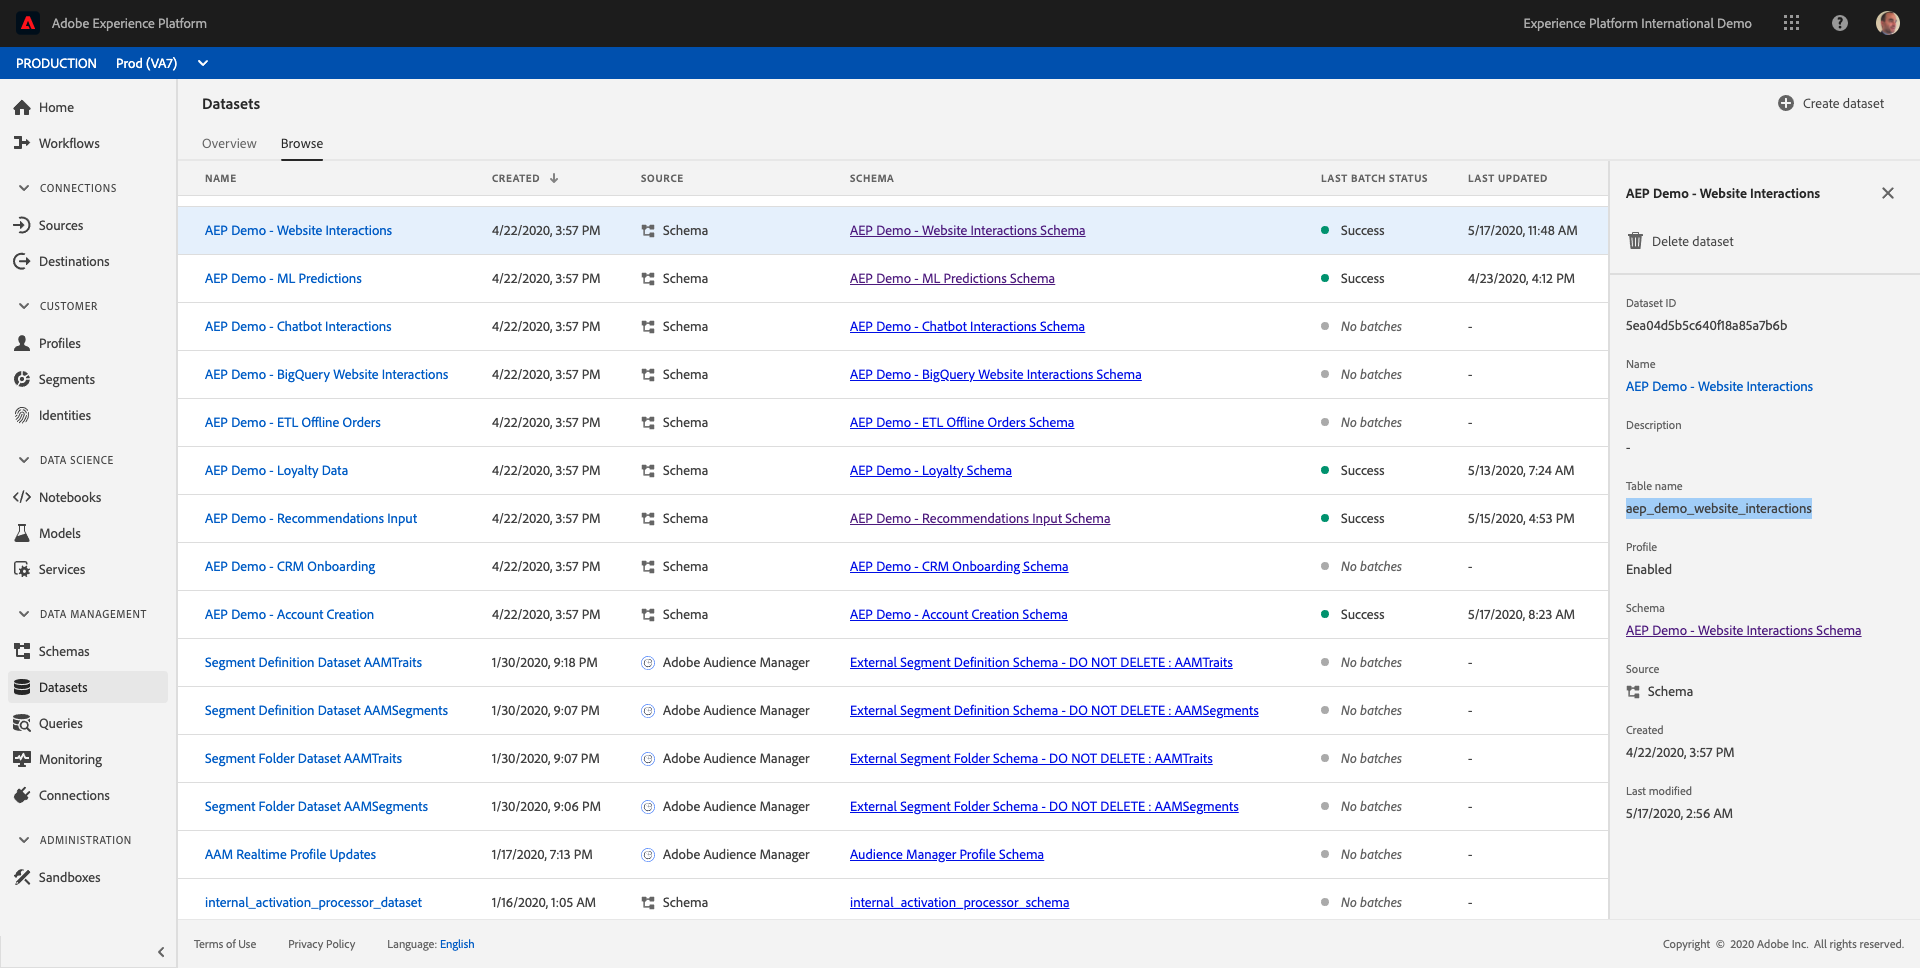 Adobe Experience Platform
Experience Platform International Demo
PRODUCTION Prod (VA7)
Home
Workflows
CONNECTIONS
Sources
Destinations
CUSTOMER
Profiles
Segments
Identities
DATA SCIENCE
Notebooks
Models
Services
DATA MANAGEMENT
Schemas
Datasets
Queries
Monitoring
Connections
ADMINISTRATION
Sandboxes
Datasets
Create dataset
Overview Browse
NAME CREATED SOURCE SCHEMA LAST BATCH STATUS LAST UPDATED
AEP Demo - Website Interactions 4/22/2020, 3:57 PM Schema AEP Demo - Website Interactions Schema Success 5/17/2020, 11:48 AM
AEP Demo - ML Predictions 4/22/2020, 3:57 PM Schema AEP Demo - ML Predictions Schema Success 4/23/2020, 4:12 PM
AEP Demo - Chatbot Interactions 4/22/2020, 3:57 PM Schema AEP Demo - Chatbot Interactions Schema No batches -
AEP Demo - BigQuery Website Interactions 4/22/2020, 3:57 PM Schema AEP Demo - BigQuery Website Interactions Schema No batches -
AEP Demo - ETL Offline Orders 4/22/2020, 3:57 PM Schema AEP Demo - ETL Offline Orders Schema No batches -
AEP Demo - Loyalty Data 4/22/2020, 3:57 PM Schema AEP Demo - Loyalty Schema Success 5/13/2020, 7:24 AM
AEP Demo - Recommendations Input 4/22/2020, 3:57 PM Schema AEP Demo - Recommendations Input Schema Success 5/15/2020, 4:53 PM
AEP Demo - CRM Onboarding 4/22/2020, 3:57 PM Schema AEP Demo - CRM Onboarding Schema No batches -
AEP Demo - Account Creation 4/22/2020, 3:57 PM Schema AEP Demo - Account Creation Schema Success 5/17/2020, 8:23 AM
Segment Definition Dataset AAMTraits 1/30/2020, 9:18 PM Adobe Audience Manager External Segment Definition Schema - DO NOT DELETE : AAMTraits No batches -
Segment Definition Dataset AAMSegments 1/30/2020, 9:07 PM Adobe Audience Manager External Segment Definition Schema - DO NOT DELETE : AAMSegments No batches -
Segment Folder Dataset AAMTraits 1/30/2020, 9:07 PM Adobe Audience Manager External Segment Folder Schema - DO NOT DELETE : AAMTraits No batches -
Segment Folder Dataset AAMSegments 1/30/2020, 9:06 PM Adobe Audience Manager External Segment Folder Schema - DO NOT DELETE : AAMSegments No batches -
AAM Realtime Profile Updates 1/17/2020, 7:13 PM Adobe Audience Manager Audience Manager Profile Schema No batches -
internal_activation_processor_dataset 1/16/2020, 1:05 AM Schema internal_activation_processor_schema No batches -
AEP Demo - Website Interactions
Delete dataset
Dataset ID
5ea04d5b5c640f18a85a7b6b
Name
AEP Demo - Website Interactions
Description
-
Table name
aep_demo_website_interactions
Profile
Enabled
Schema
AEP Demo - Website Interactions Schema
Source
Schema
Created
4/22/2020, 3:57 PM
Last modified
5/17/2020, 2:56 AM
Terms of Use Privacy Policy Language: English
Copyright © 2020 Adobe Inc. All rights reserved.